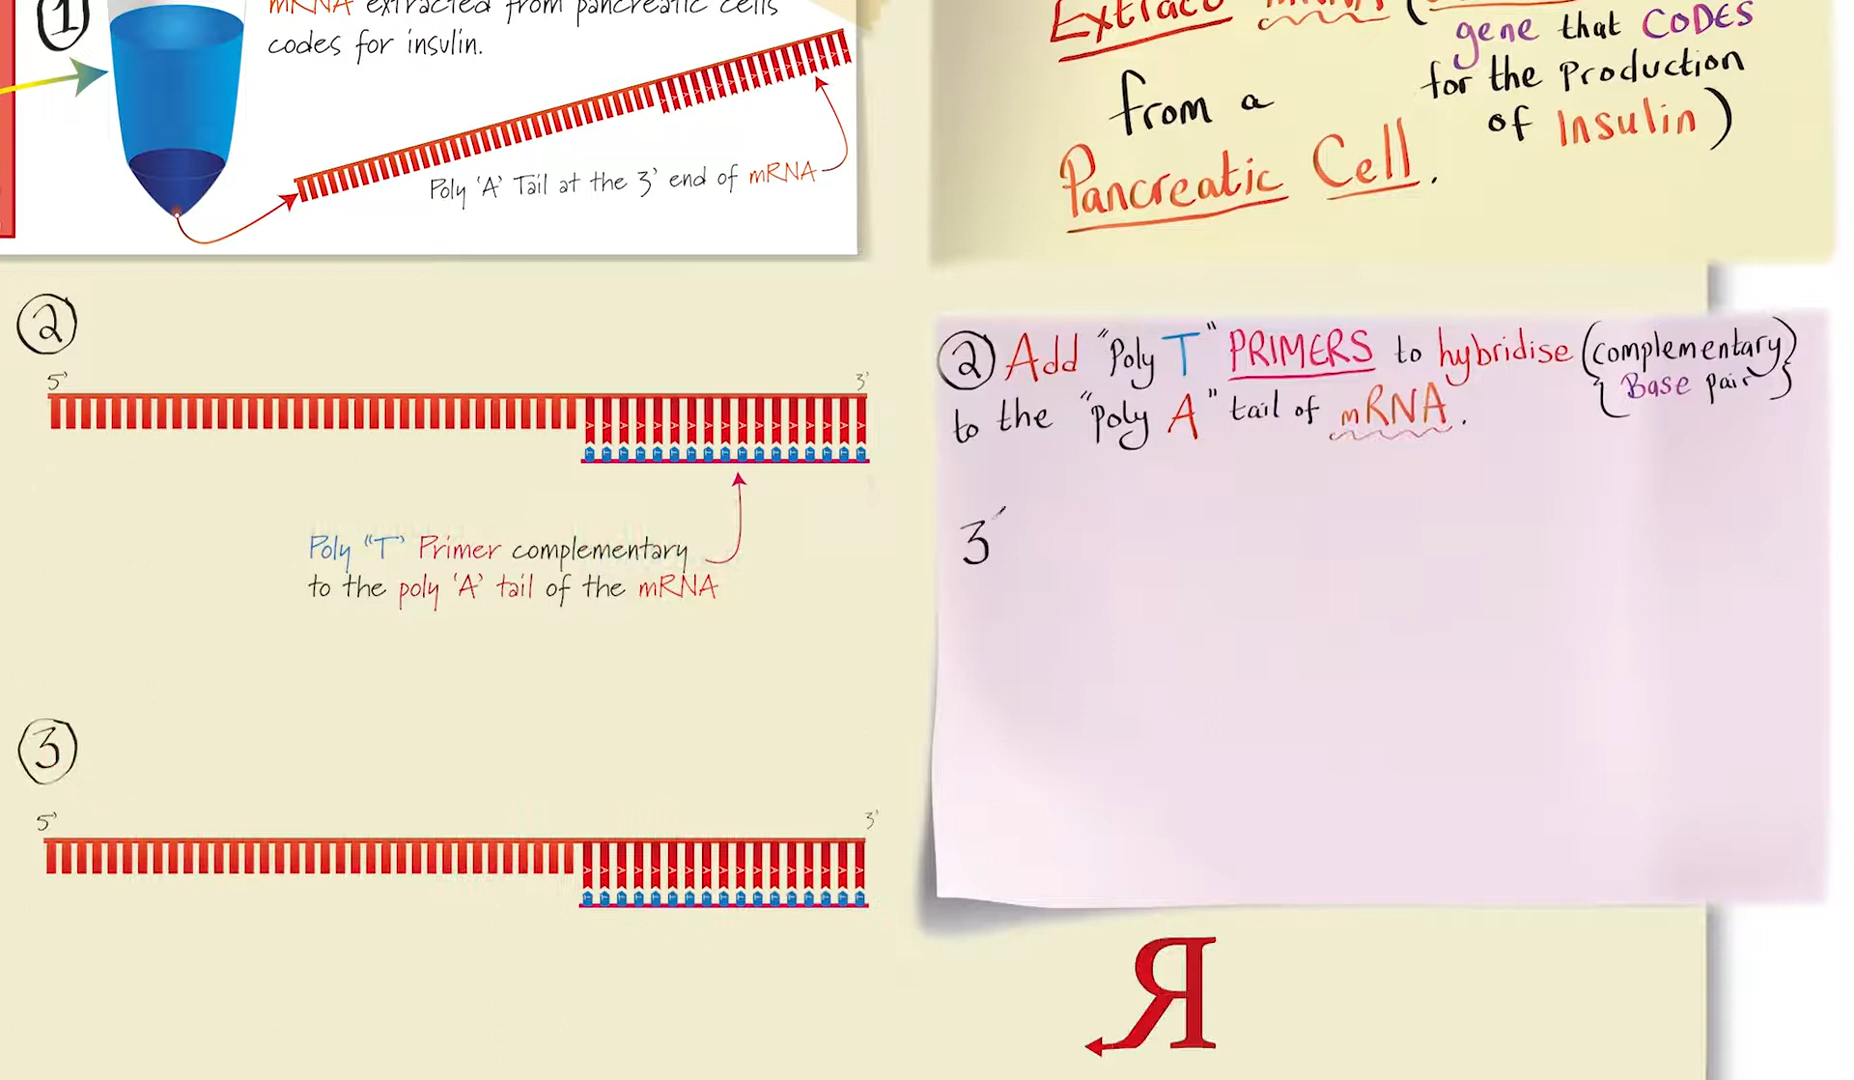 1
mRNA extracted from pancreatic cells
codes for insulin.
Poly 'A' Tail at the 3' end of mRNA
Extract mRNA (
gene that CODES
for the production
of Insulin)
from a
Pancreatic Cell.
2
5' 3'
Poly "T" Primer complementary
to the poly 'A' tail of the mRNA
2 Add "Poly T" PRIMERS to hybridise (complementary)
{Base pair}
to the "Poly A" tail of mRNA.
3
3
5' 3'
R